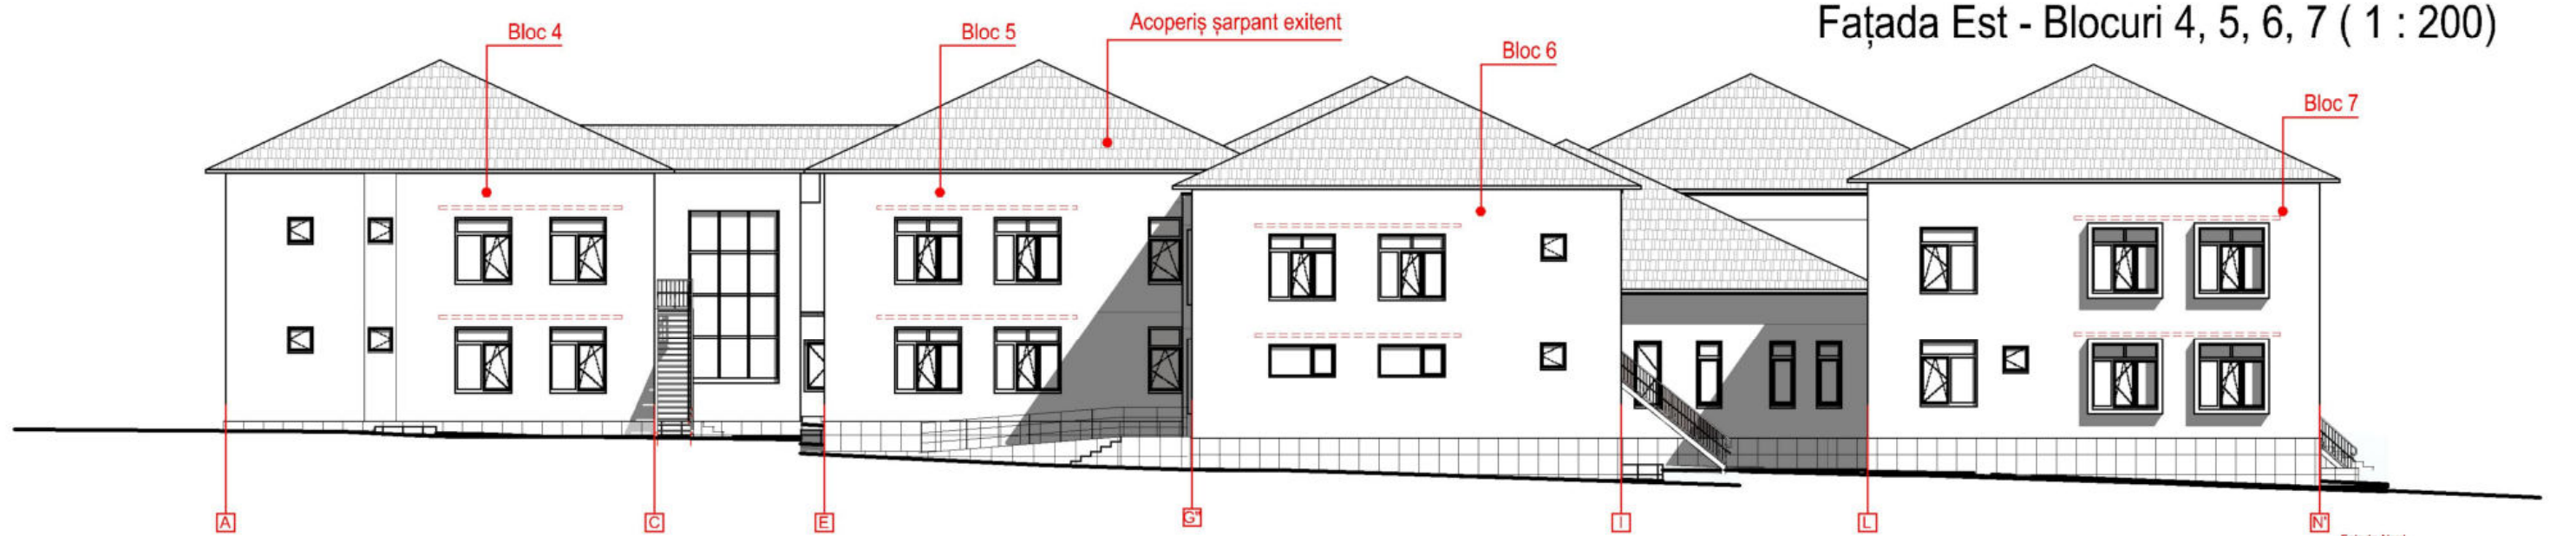 Fațada Est - Blocuri 4, 5, 6, 7 ( 1 : 200)
Bloc 4
Bloc 5
Acoperiș șarpant exitent
Bloc 6
Bloc 7
A
C
E
G"
I
L
N'